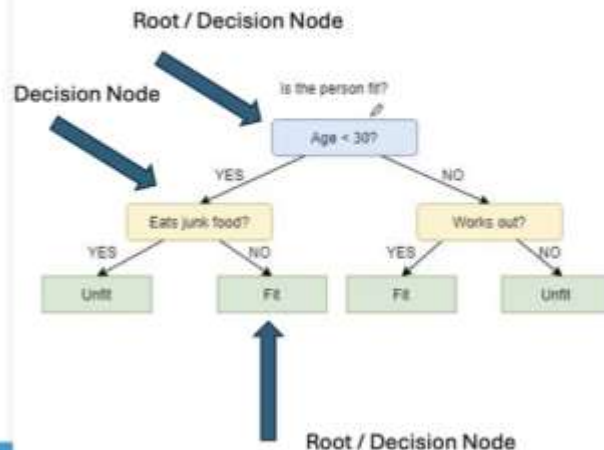 Root / Decision Node
Decision Node
Is the person fit?
Age < 30?
YES NO
Eats junk food? Works out?
YES NO YES NO
Unfit Fit Fit Unfit
Root / Decision Node